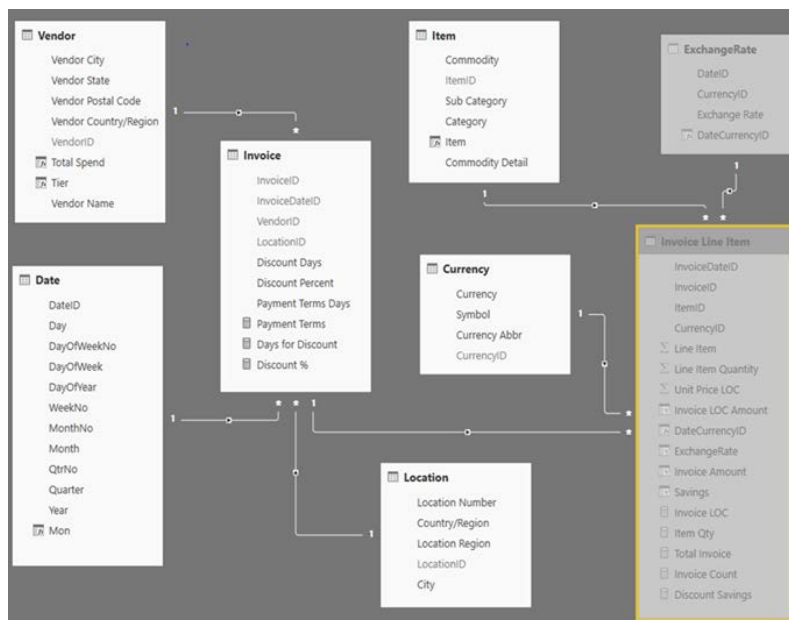 Vendor
Vendor City
Vendor State
Vendor Postal Code
Vendor Country/Region
VendorID
Total Spend
Tier
Vendor Name
Item
Commodity
ItemID
Sub Category
Category
Item
Commodity Detail
ExchangeRate
DateID
CurrencyID
Exchange Rate
DateCurrencyID
Invoice
InvoiceID
InvoiceDateID
VendorID
LocationID
Discount Days
Discount Percent
Payment Terms Days
Payment Terms
Days for Discount
Discount %
Date
DateID
Day
DayOfWeekNo
DayOfWeek
DayOfYear
WeekNo
MonthNo
Month
QtrNo
Quarter
Year
Mon
Currency
Currency
Symbol
Currency Abbr
CurrencyID
Location
Location Number
Country/Region
Location Region
LocationID
City
Invoice Line Item
InvoiceDateID
InvoiceID
ItemID
CurrencyID
Line Item
Line Item Quantity
Unit Price LOC
Invoice LOC Amount
DateCurrencyID
ExchangeRate
Invoice Amount
Savings
Invoice LOC
Item Qty
Total Invoice
Invoice Count
Discount Savings
1
*
1
*
1
*
1
*
1
*
1
*
1
*